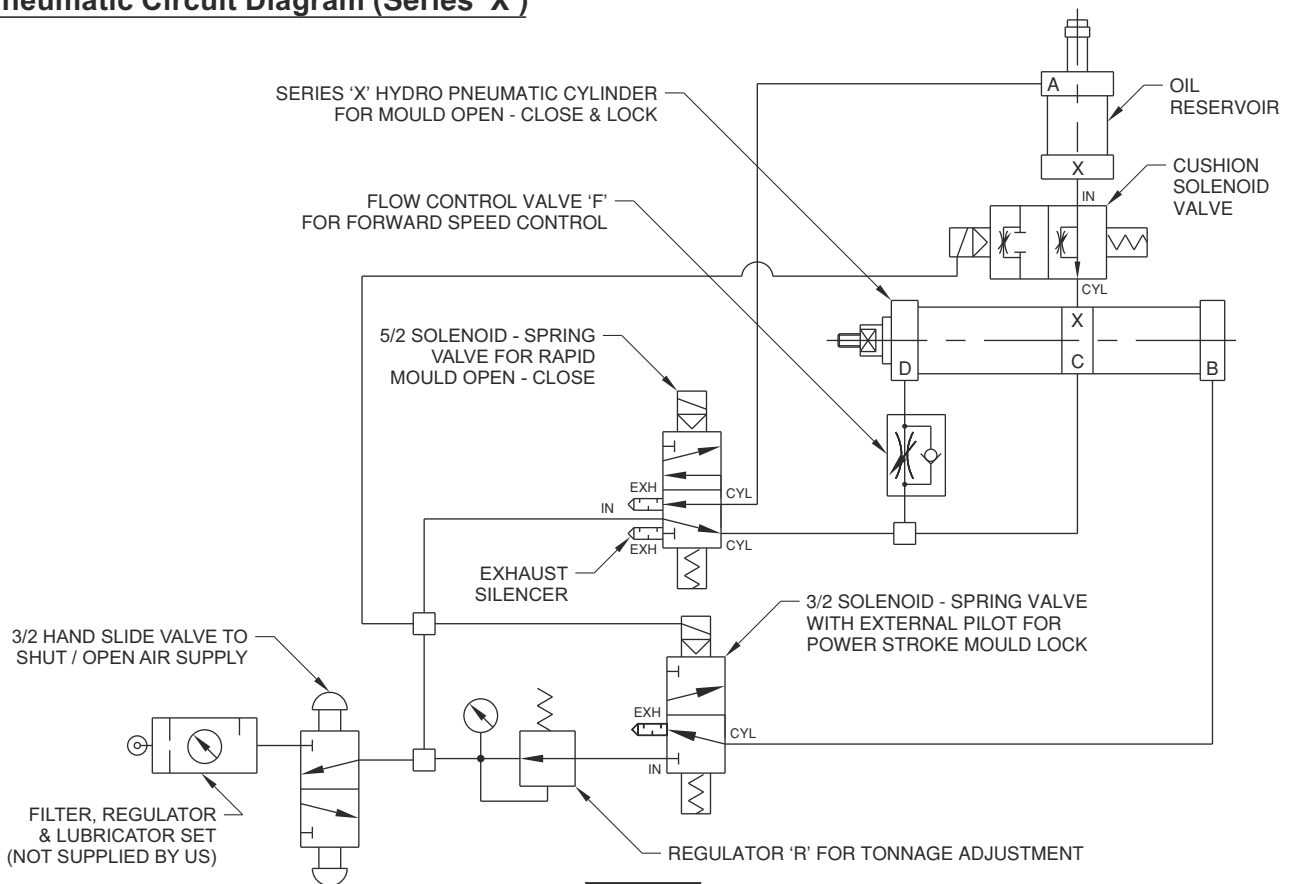 neumatic Circuit Diagram (Series 'X')
SERIES ‘X’ HYDRO PNEUMATIC CYLINDER
FOR MOULD OPEN - CLOSE & LOCK
A
OIL
RESERVOIR
X
FLOW CONTROL VALVE ‘F’
FOR FORWARD SPEED CONTROL
IN
CUSHION
SOLENOID
VALVE
CYL
5/2 SOLENOID - SPRING
VALVE FOR RAPID
MOULD OPEN - CLOSE
X
C
D
B
EXH
CYL
IN
EXH
CYL
EXHAUST
SILENCER
3/2 SOLENOID - SPRING VALVE
WITH EXTERNAL PILOT FOR
POWER STROKE MOULD LOCK
3/2 HAND SLIDE VALVE TO
SHUT / OPEN AIR SUPPLY
EXH
CYL
IN
FILTER, REGULATOR
& LUBRICATOR SET
(NOT SUPPLIED BY US)
REGULATOR ‘R’ FOR TONNAGE ADJUSTMENT